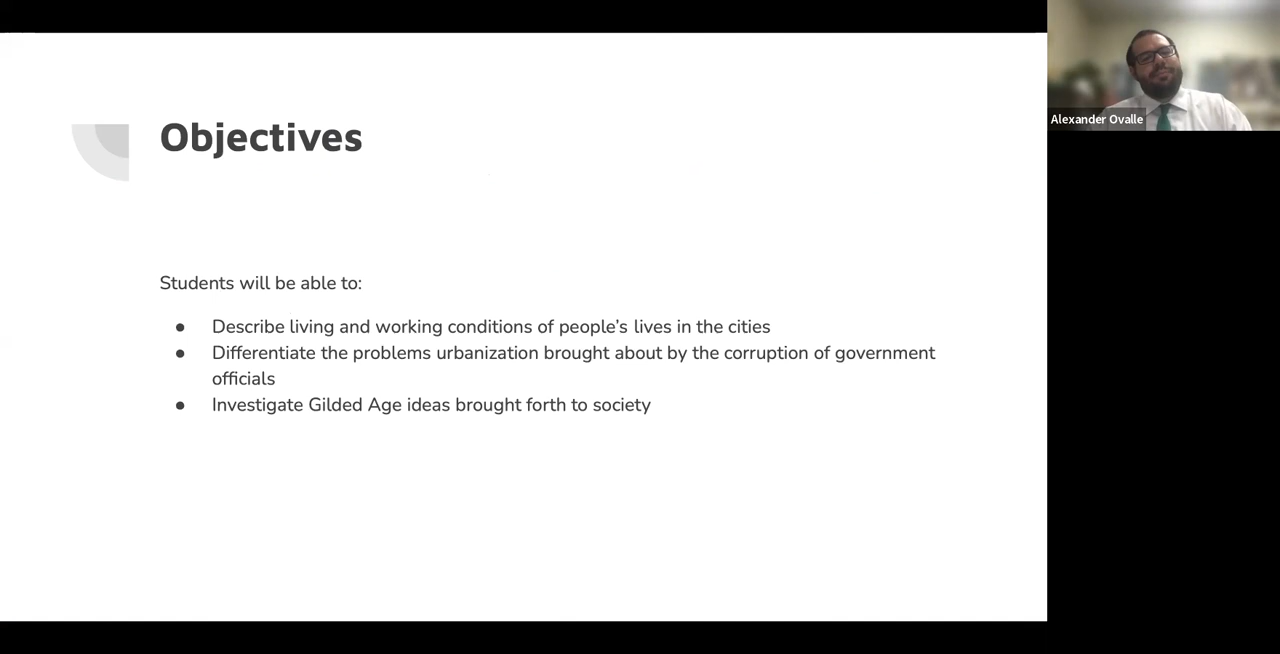 Objectives
Students will be able to:
● Describe living and working conditions of people’s lives in the cities
● Differentiate the problems urbanization brought about by the corruption of government
officials
● Investigate Gilded Age ideas brought forth to society
Alexander Ovalle